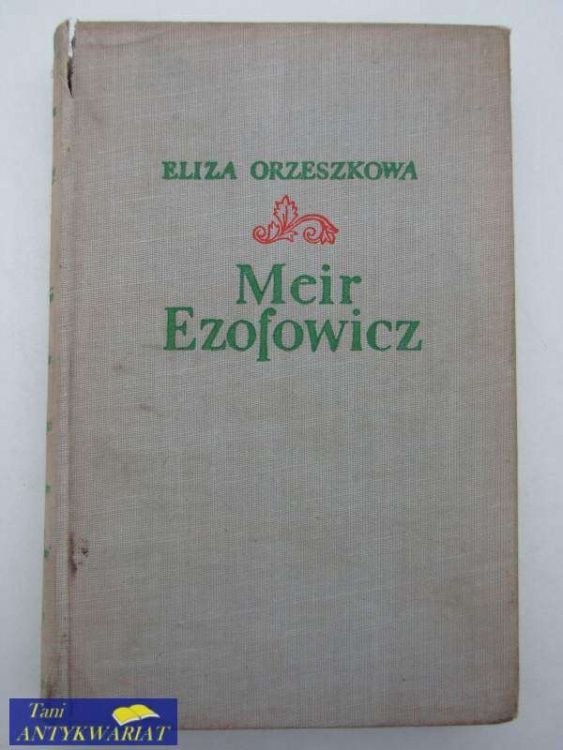 ELIZA ORZESZKOWA
Meir
Ezofowicz
Tani
ANTYKWARIAT